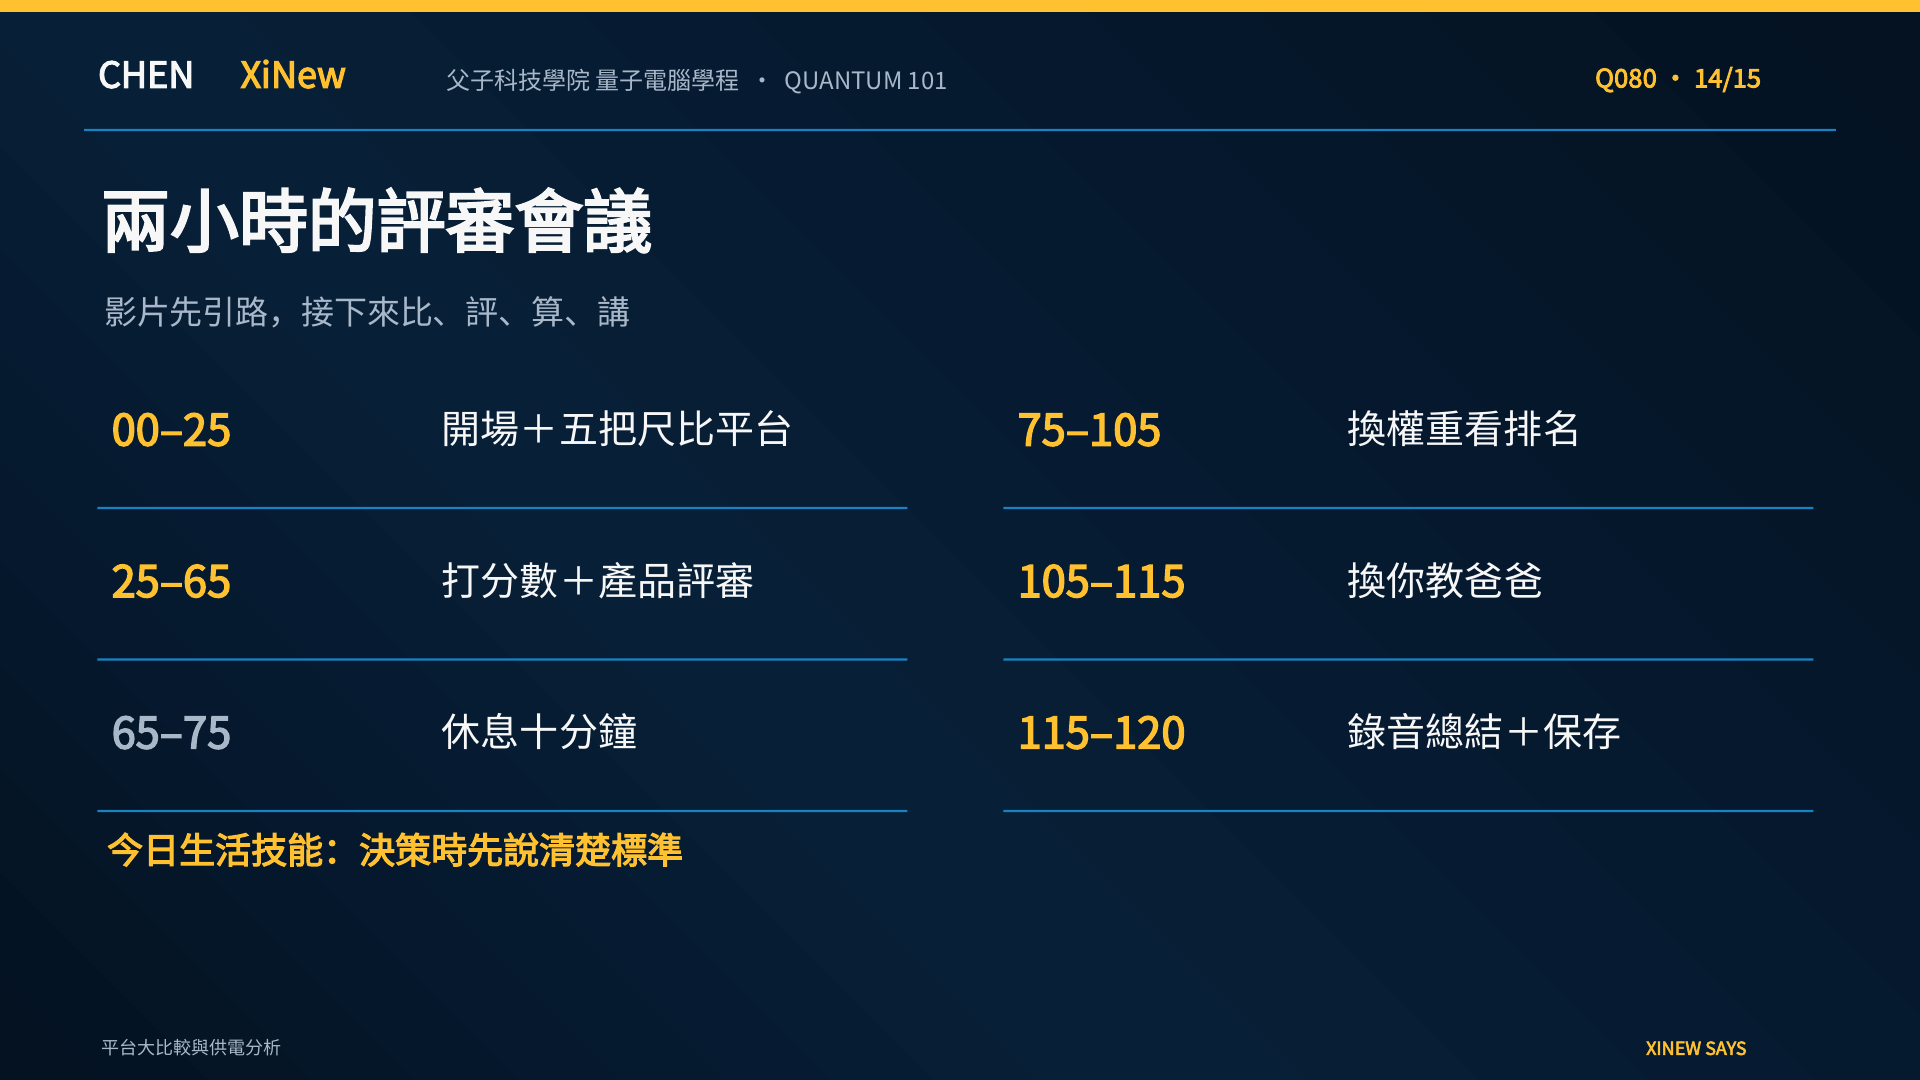 CHEN XiNew 父子科技學院 量子電腦學程 • QUANTUM 101 Q080 • 14/15
兩小時的評審會議
影片先引路，接下來比、評、算、講
00–25 開場＋五把尺比平台
25–65 打分數＋產品評審
65–75 休息十分鐘
75–105 換權重看排名
105–115 換你教爸爸
115–120 錄音總結＋保存
今日生活技能：決策時先說清楚標準
平台大比較與供電分析 XINEW SAYS